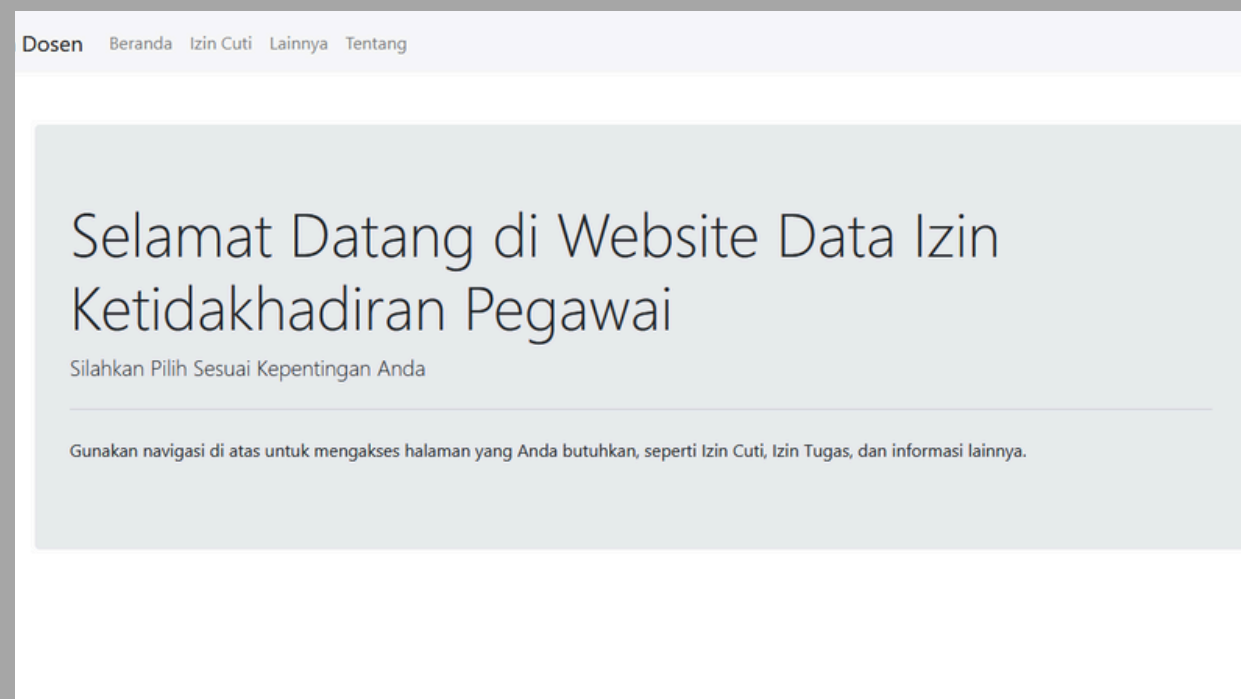 Dosen Beranda Izin Cuti Lainnya Tentang
Selamat Datang di Website Data Izin
Ketidakhadiran Pegawai
Silahkan Pilih Sesuai Kepentingan Anda
Gunakan navigasi di atas untuk mengakses halaman yang Anda butuhkan, seperti Izin Cuti, Izin Tugas, dan informasi lainnya.